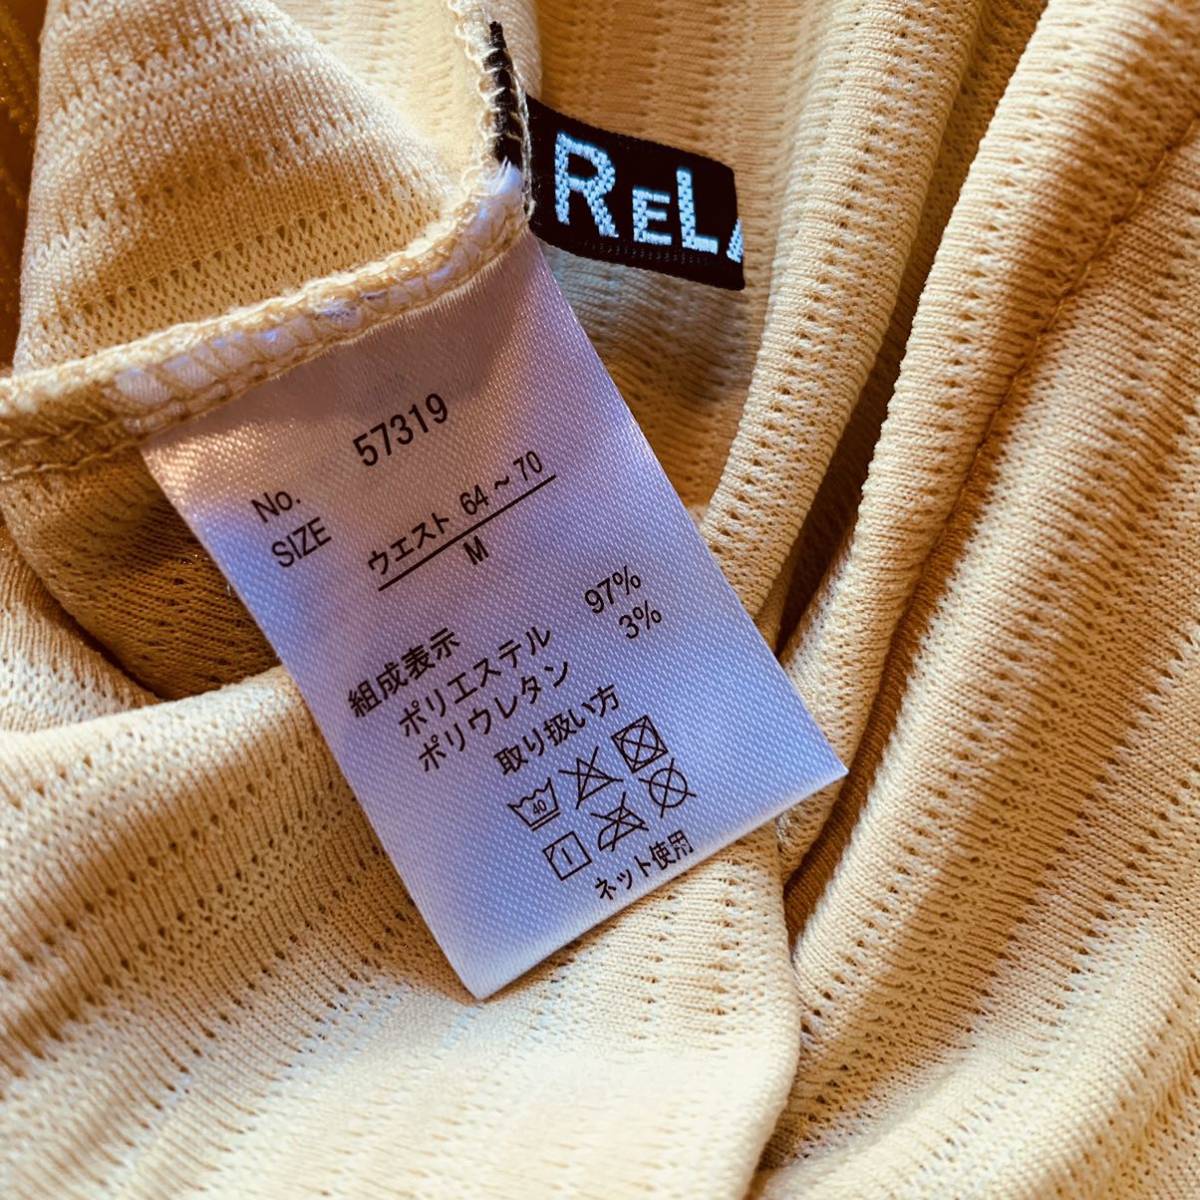 RELA
No. 57319
SIZE ウエスト 64 ~ 70
M
組成表示
ポリエステル 97%
ポリウレタン 3%
取り扱い方
40
ネット使用